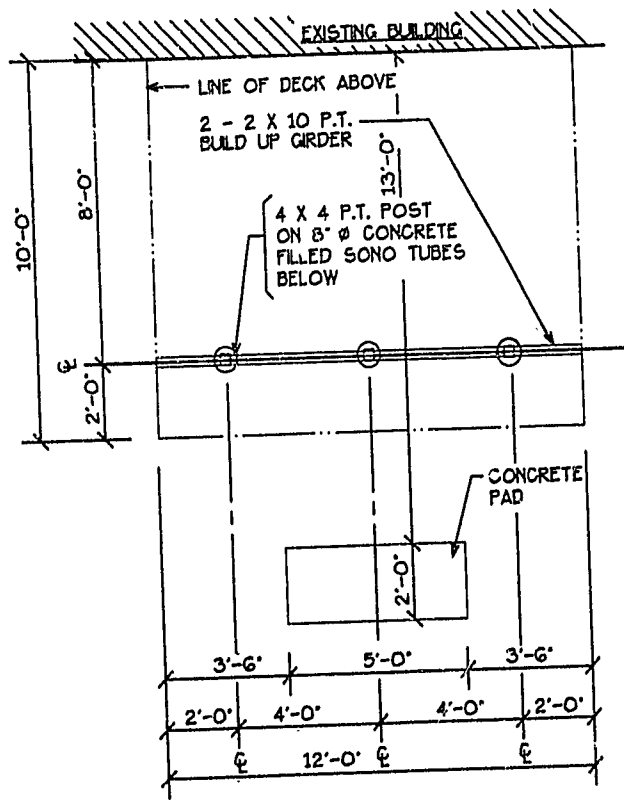 EXISTING BUILDING
LINE OF DECK ABOVE
2 - 2 X 10 P.T.
BUILD UP GIRDER
13'-0"
8'-0"
10'-0"
4 X 4 P.T. POST
ON 8" Ø CONCRETE
FILLED SONO TUBES
BELOW
℄
2'-0"
CONCRETE
PAD
2'-0"
3'-6" 5'-0" 3'-6"
2'-0" 4'-0" 4'-0" 2'-0"
℄ 12'-0" ℄ ℄